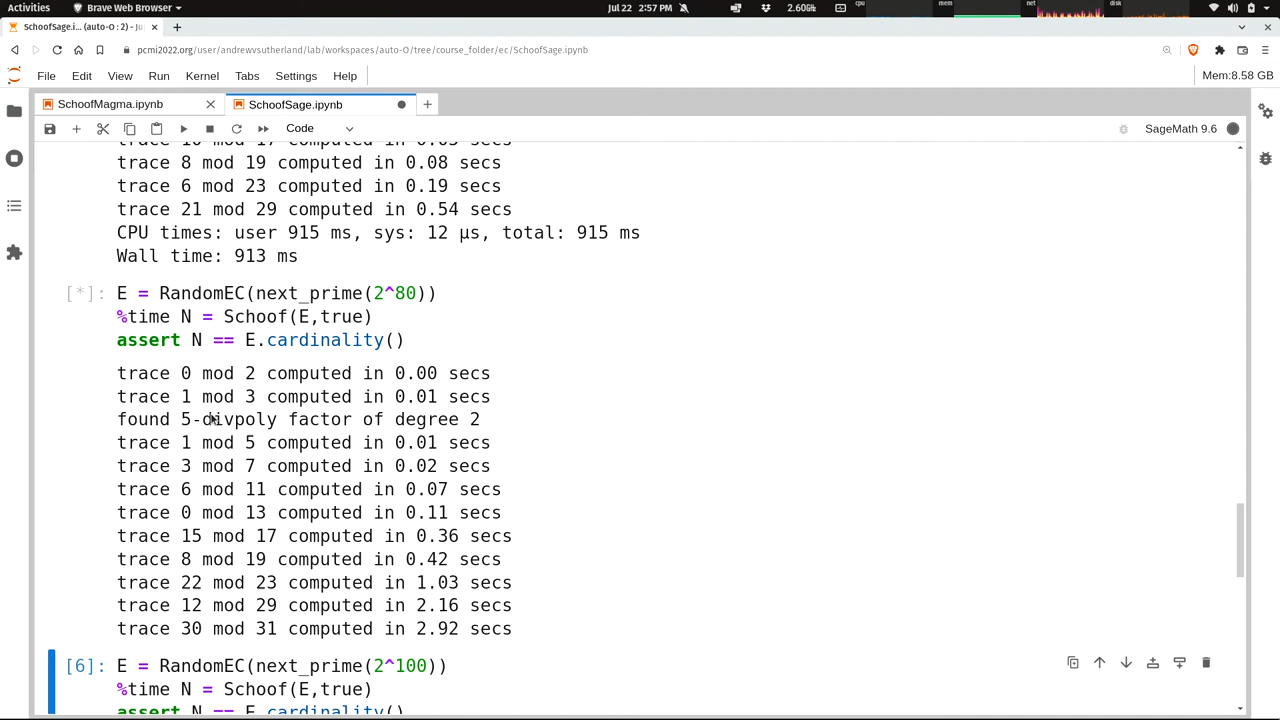 Activities Brave Web Browser Jul 22 2:57 PM 2.60GHz cpu mem net disk
SchoofSage.i... (auto-O : 2) - Ju
pcmi2022.org/user/andrewvsutherland/lab/workspaces/auto-O/tree/course_folder/ec/SchoofSage.ipynb
File Edit View Run Kernel Tabs Settings Help Mem:8.58 GB
SchoofMagma.ipynb SchoofSage.ipynb
Code SageMath 9.6
trace 8 mod 19 computed in 0.08 secs
trace 6 mod 23 computed in 0.19 secs
trace 21 mod 29 computed in 0.54 secs
CPU times: user 915 ms, sys: 12 µs, total: 915 ms
Wall time: 913 ms
[*]: E = RandomEC(next_prime(2^80))
%time N = Schoof(E,true)
assert N == E.cardinality()
trace 0 mod 2 computed in 0.00 secs
trace 1 mod 3 computed in 0.01 secs
found 5-divpoly factor of degree 2
trace 1 mod 5 computed in 0.01 secs
trace 3 mod 7 computed in 0.02 secs
trace 6 mod 11 computed in 0.07 secs
trace 0 mod 13 computed in 0.11 secs
trace 15 mod 17 computed in 0.36 secs
trace 8 mod 19 computed in 0.42 secs
trace 22 mod 23 computed in 1.03 secs
trace 12 mod 29 computed in 2.16 secs
trace 30 mod 31 computed in 2.92 secs
[6]: E = RandomEC(next_prime(2^100))
%time N = Schoof(E,true)
assert N == E.cardinality()